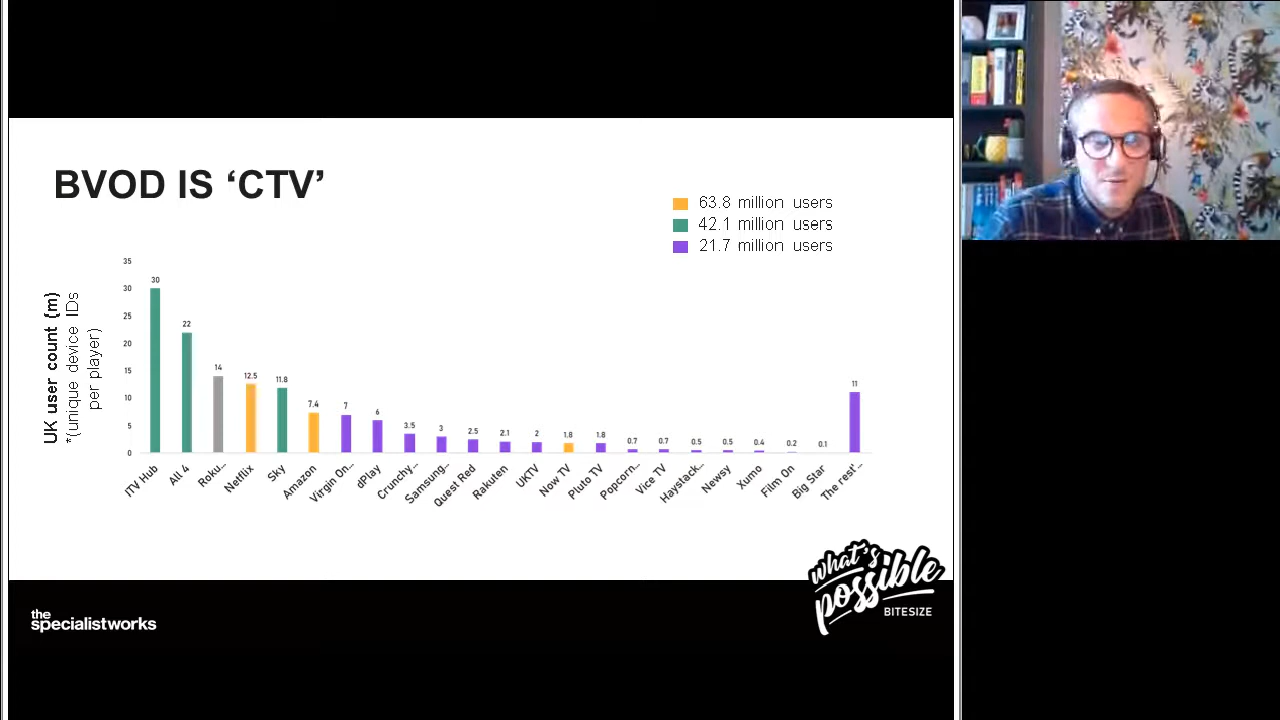 BVOD IS ‘CTV’
63.8 million users
42.1 million users
21.7 million users
UK user count (m)
*(unique device IDs
per player)
35
30
25
20
15
10
5
0
30
22
14
12.5
11.8
7.4
7
6
3.5
3
2.5
2.1
2
1.8
1.8
0.7
0.7
0.5
0.5
0.4
0.2
0.1
11
ITV Hub
All 4
Roku...
Netflix
Sky
Amazon
Virgin On...
dPlay
Crunchy...
Samsung...
Quest Red
Rakuten
UKTV
Now TV
Pluto TV
Popcorn...
Vice TV
Haystack...
Newsy
Xumo
Film On
Big Star
The rest'...
what's
possible
BITESIZE
the
specialistworks